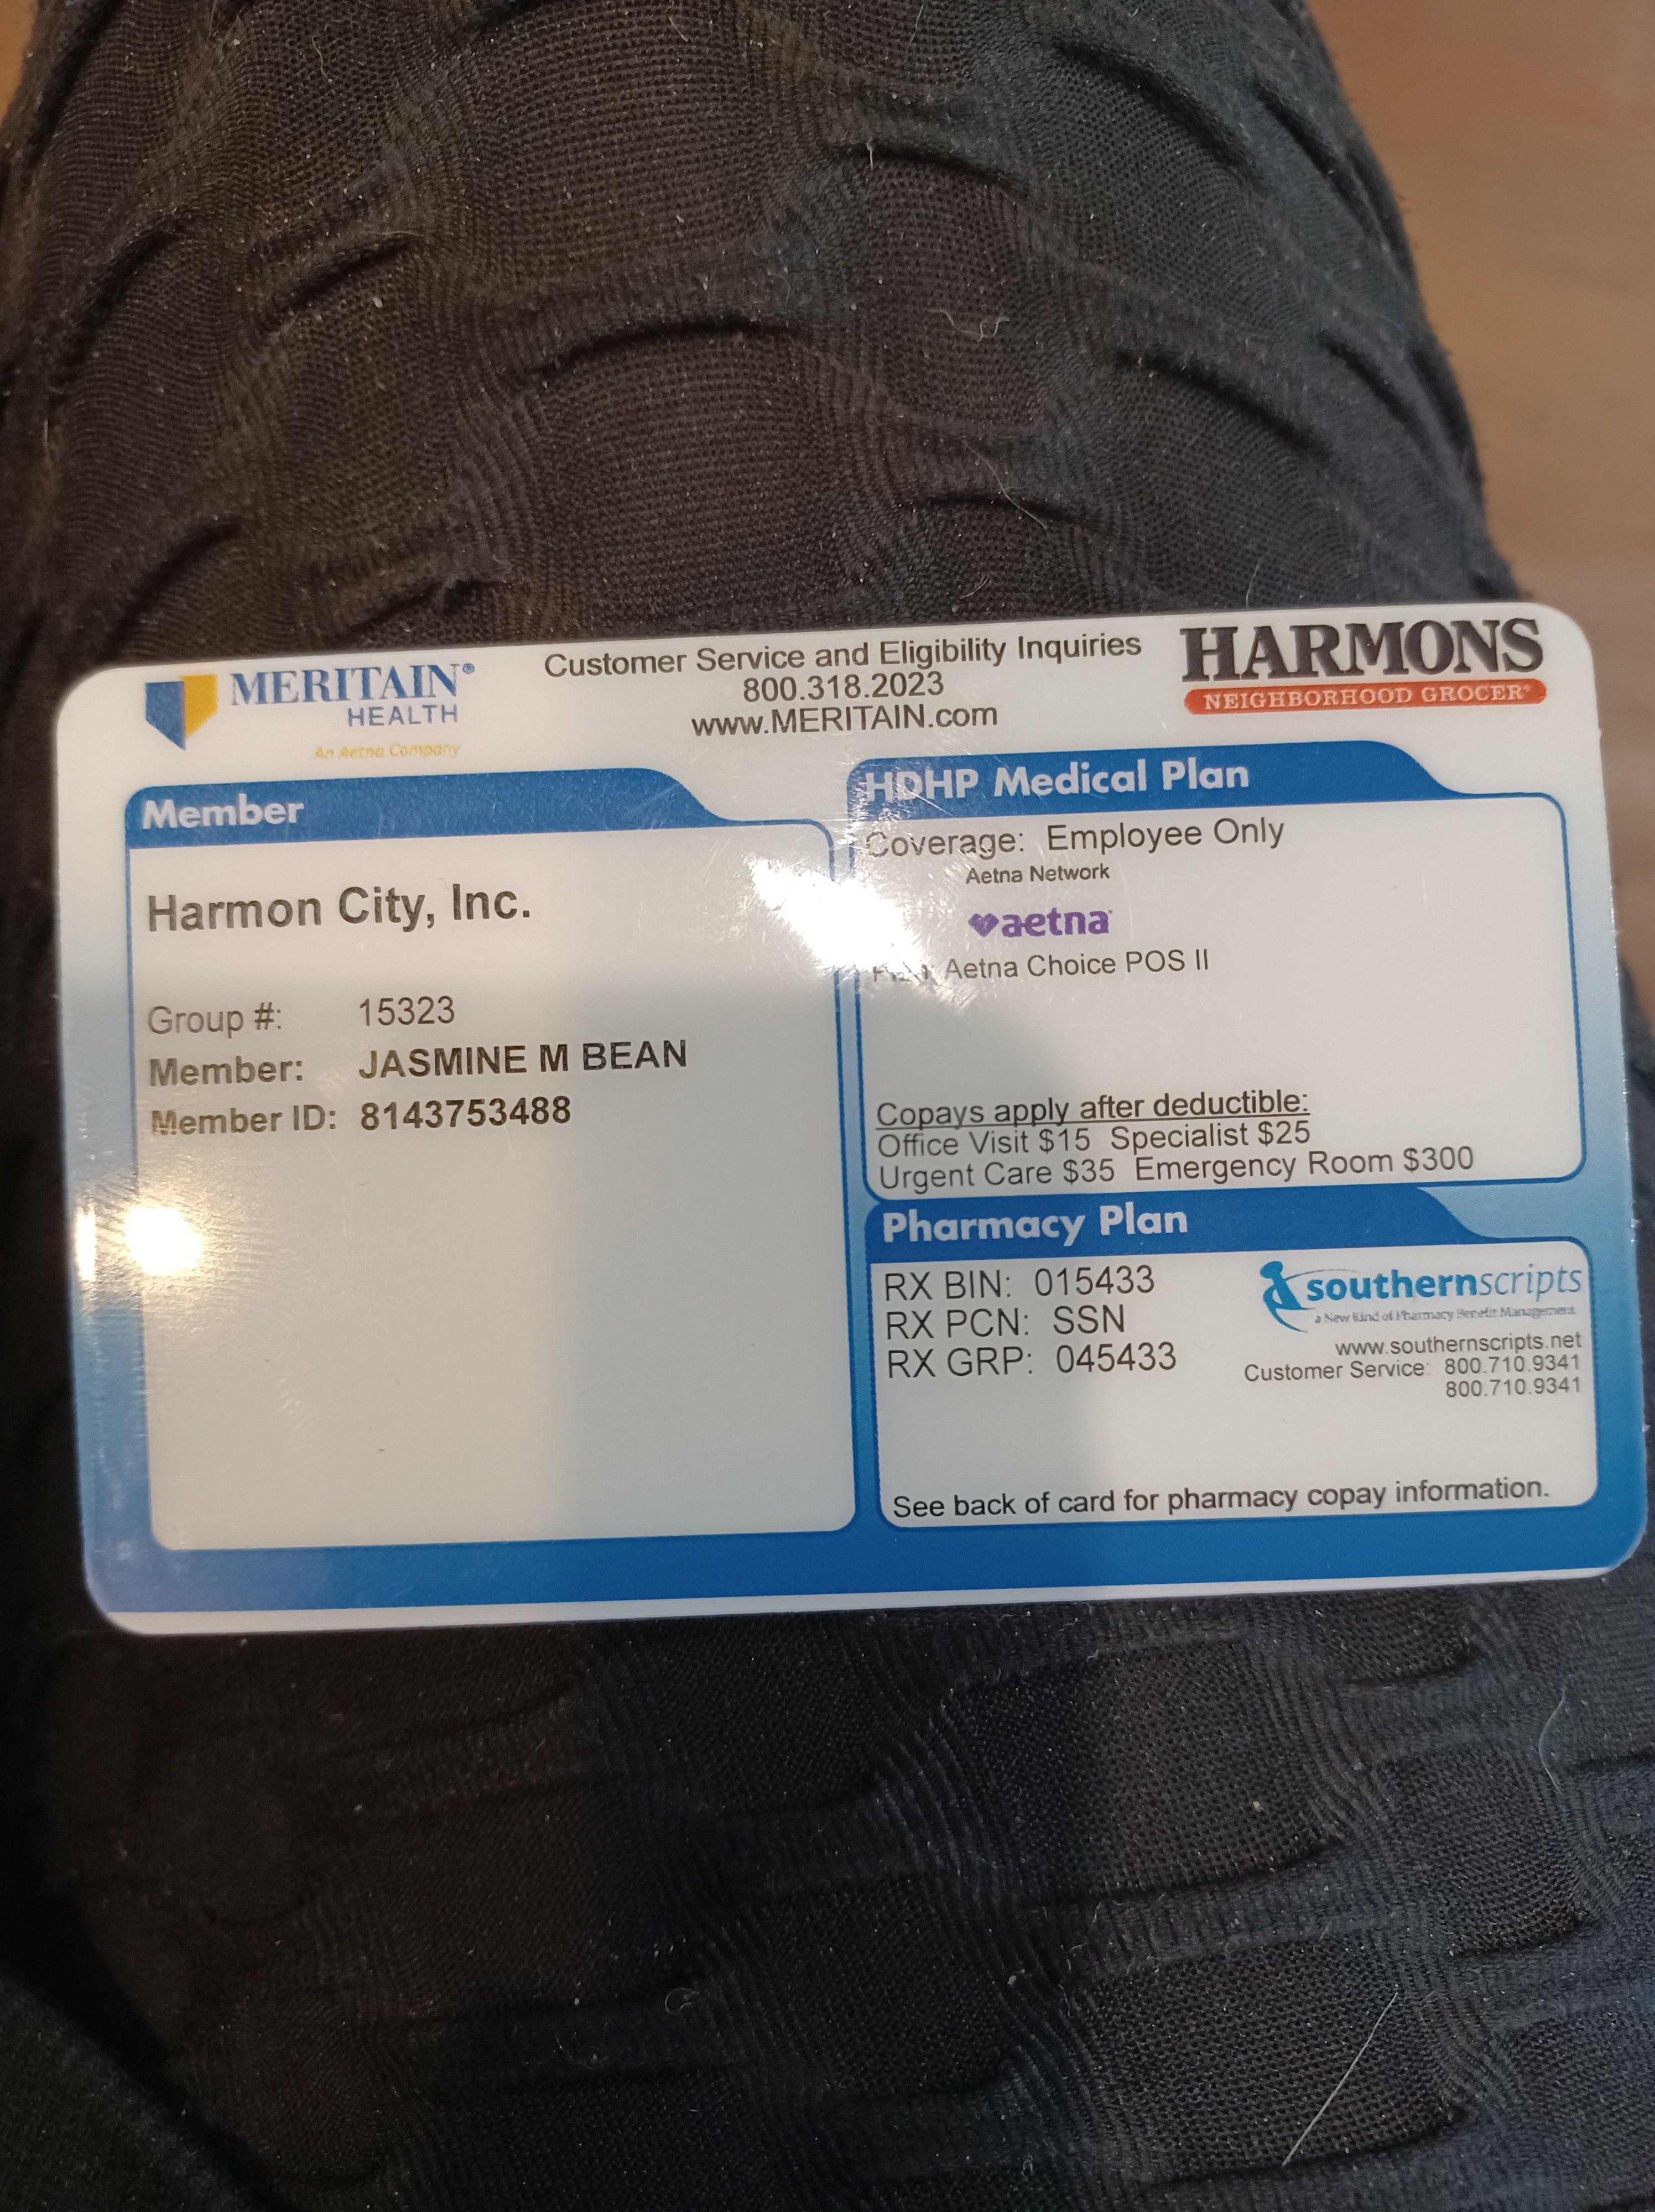 MERITAIN®
HEALTH
An Aetna Company
Customer Service and Eligibility Inquiries
800.318.2023
www.MERITAIN.com
HARMONS
NEIGHBORHOOD GROCER®
Member
Harmon City, Inc.
Group #: 15323
Member: JASMINE M BEAN
Member ID: 8143753488
HDHP Medical Plan
Coverage: Employee Only
Aetna Network
aetna
Aetna Choice POS II
Copays apply after deductible:
Office Visit $15 Specialist $25
Urgent Care $35 Emergency Room $300
Pharmacy Plan
RX BIN: 015433
RX PCN: SSN
RX GRP: 045433
southernscripts
a New Kind of Pharmacy Benefit Management
www.southernscripts.net
Customer Service: 800.710.9341
800.710.9341
See back of card for pharmacy copay information.